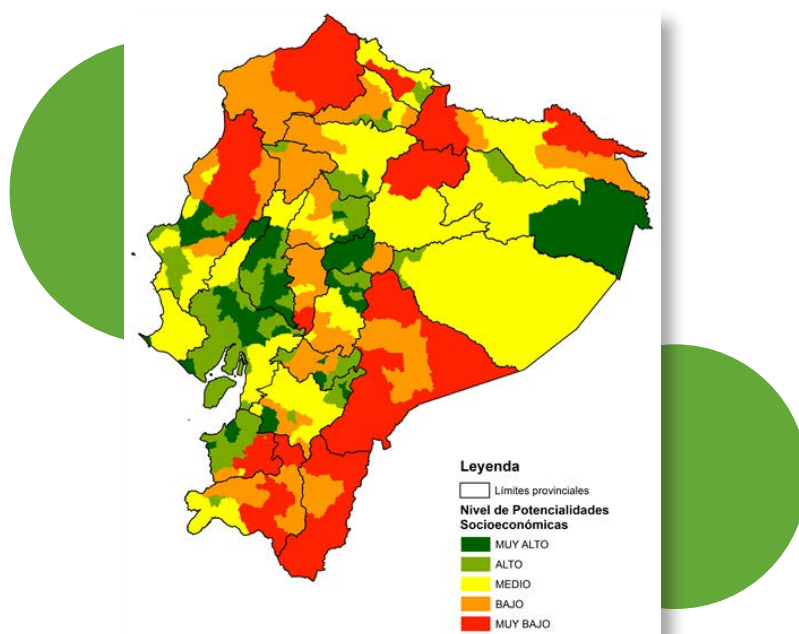 Leyenda
Límites provinciales
Nivel de Potencialidades
Socioeconómicas
MUY ALTO
ALTO
MEDIO
BAJO
MUY BAJO